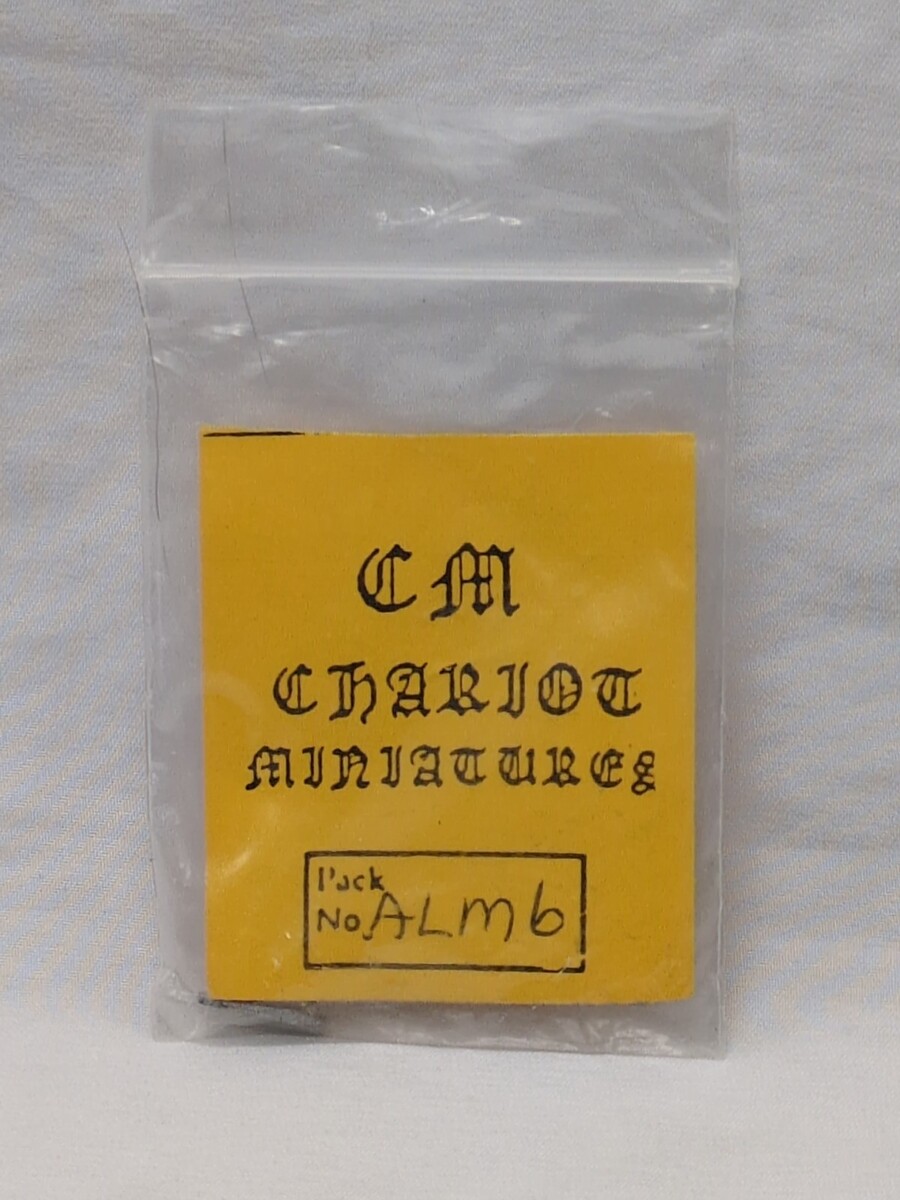 CM
CHARIOT
MINIATURES
Pack
No. ALM6